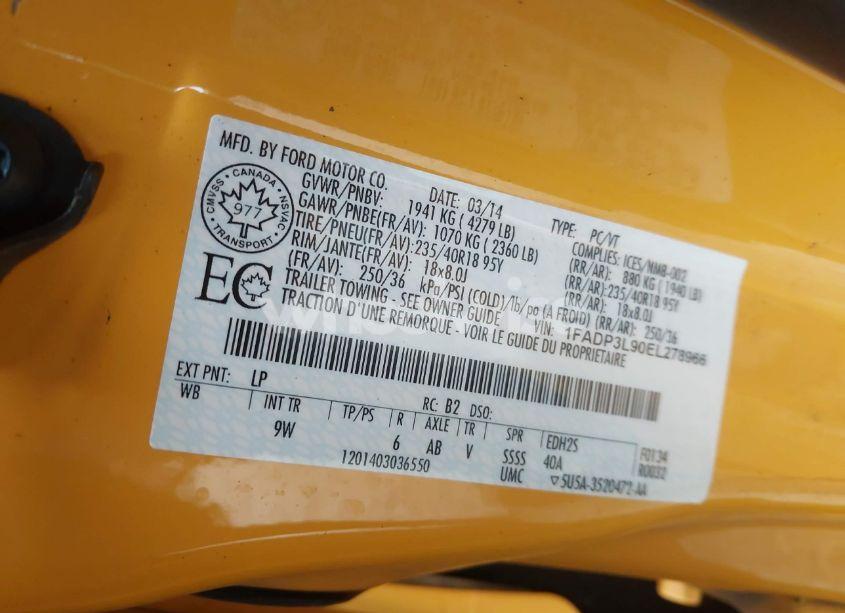 MFD. BY FORD MOTOR CO.
DATE: 03/14
TYPE: PC/VT
GVWR/PNBV: 1941 KG ( 4279 LB)
COMPLIES: ICES/NMB-002
GAWR/PNBE(FR/AV): 1070 KG ( 2360 LB)
(RR/AR): 880 KG ( 1940 LB)
TIRE/PNEU(FR/AV): 235/40R18 95Y
(RR/AR): 235/40R18 95Y
RIM/JANTE(FR/AV): 18x8.0J
(RR/AR): 18x8.0J
(FR/AV): 250/36 kPa/PSI (COLD)/lb/po (A FROID) (RR/AR): 250/36
TRAILER TOWING - SEE OWNER GUIDE
VIN: 1FADP3L90EL278966
TRACTION D'UNE REMORQUE - VOIR LE GUIDE DU PROPRIETAIRE
CMVSS · CANADA · NSVAC
977
TRANSPORT
EC
EXT PNT: LP
RC: B2 DSO:
WB
INT TR
TP/PS
R
AXLE
TR
SPR
EDH2S
F0134
9W
6
AB
V
SSSS
40A
R0032
1201403036550
UMC
5U5A-3520472-AA